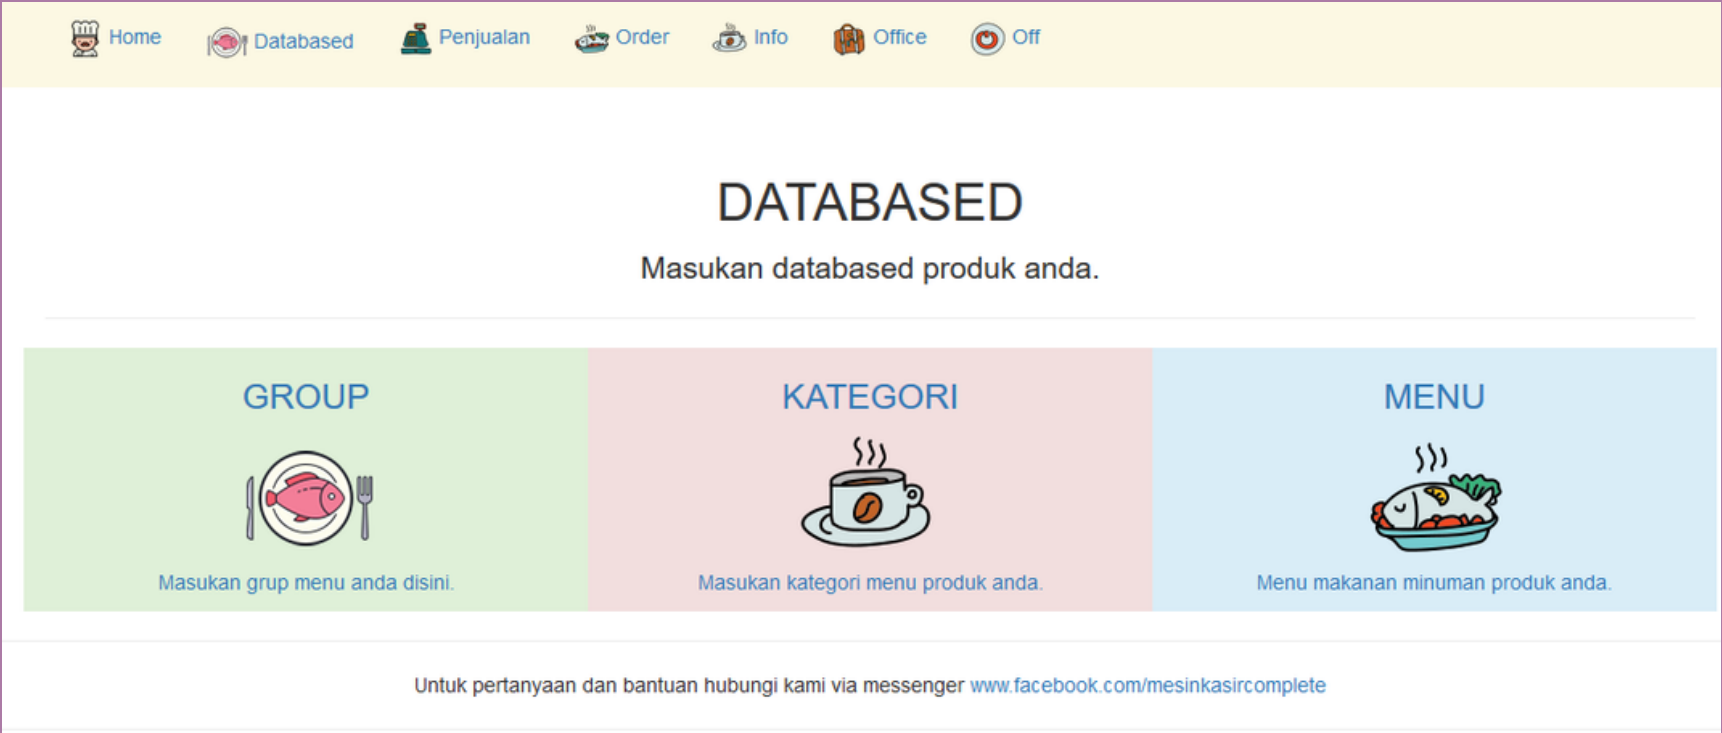 Home Databased Penjualan Order Info Office Off
DATABASED
Masukan databased produk anda.
GROUP
Masukan grup menu anda disini.
KATEGORI
Masukan kategori menu produk anda.
MENU
Menu makanan minuman produk anda.
Untuk pertanyaan dan bantuan hubungi kami via messenger www.facebook.com/mesinkasircomplete